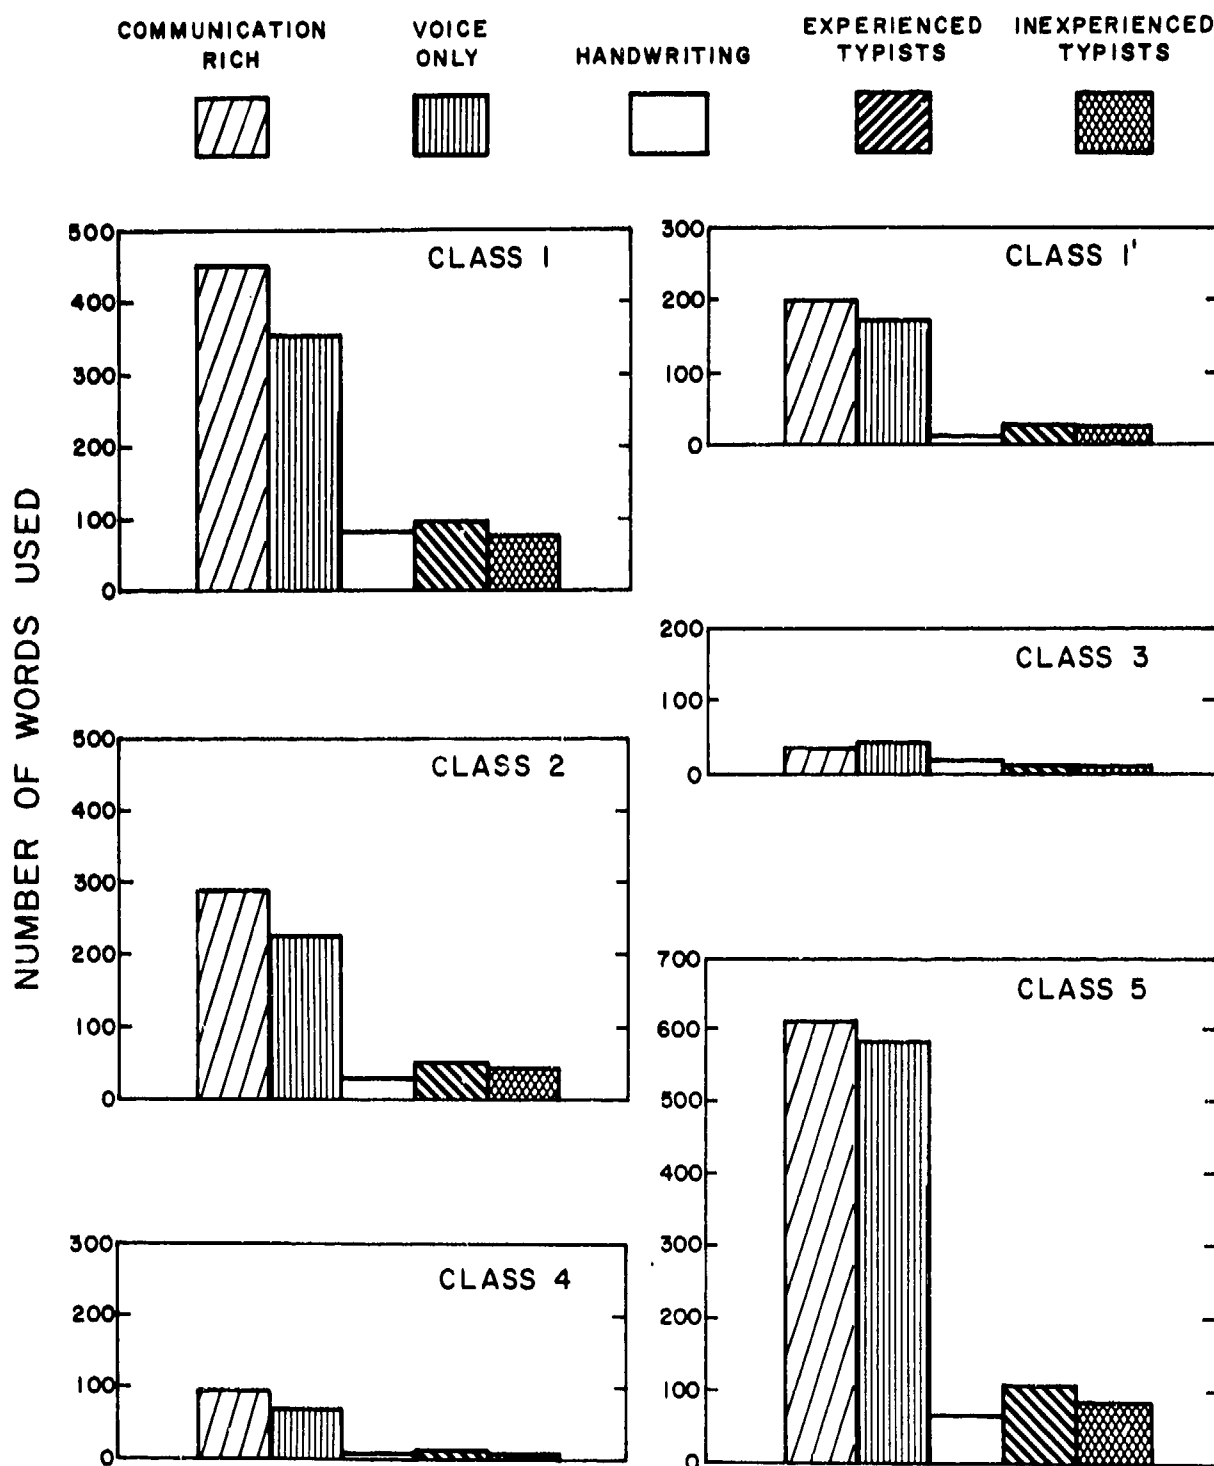 COMMUNICATION RICH
VOICE ONLY
HANDWRITING
EXPERIENCED TYPISTS
INEXPERIENCED TYPISTS
NUMBER OF WORDS USED
CLASS 1
500
400
300
200
100
0
CLASS 1'
300
200
100
0
CLASS 2
500
400
300
200
100
0
CLASS 3
200
100
0
CLASS 4
300
200
100
0
CLASS 5
700
600
500
400
300
200
100
0